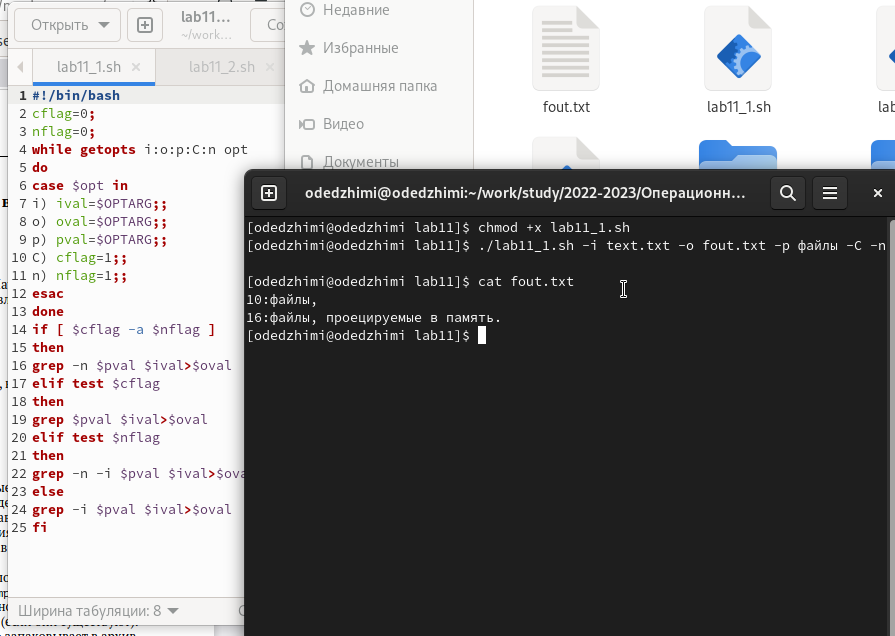 Открыть
lab11...
~/work...
lab11_1.sh
lab11_2.sh
1 #!/bin/bash
2 cflag=0;
3 nflag=0;
4 while getopts i:o:p:C:n opt
5 do
6 case $opt in
7 i) ival=$OPTARG;;
8 o) oval=$OPTARG;;
9 p) pval=$OPTARG;;
10 C) cflag=1;;
11 n) nflag=1;;
12 esac
13 done
14 if [ $cflag -a $nflag ]
15 then
16 grep -n $pval $ival>$oval
17 elif test $cflag
18 then
19 grep $pval $ival>$oval
20 elif test $nflag
21 then
22 grep -n -i $pval $ival>$ova
23 else
24 grep -i $pval $ival>$oval
25 fi
Ширина табуляции: 8
Недавние
Избранные
Домашняя папка
Видео
Документы
fout.txt
lab11_1.sh
lab
odedzhimi@odedzhimi:~/work/study/2022-2023/Операционн...
[odedzhimi@odedzhimi lab11]$ chmod +x lab11_1.sh
[odedzhimi@odedzhimi lab11]$ ./lab11_1.sh -i text.txt -o fout.txt -p файлы -C -n
[odedzhimi@odedzhimi lab11]$ cat fout.txt
10:файлы,
16:файлы, проецируемые в память.
[odedzhimi@odedzhimi lab11]$